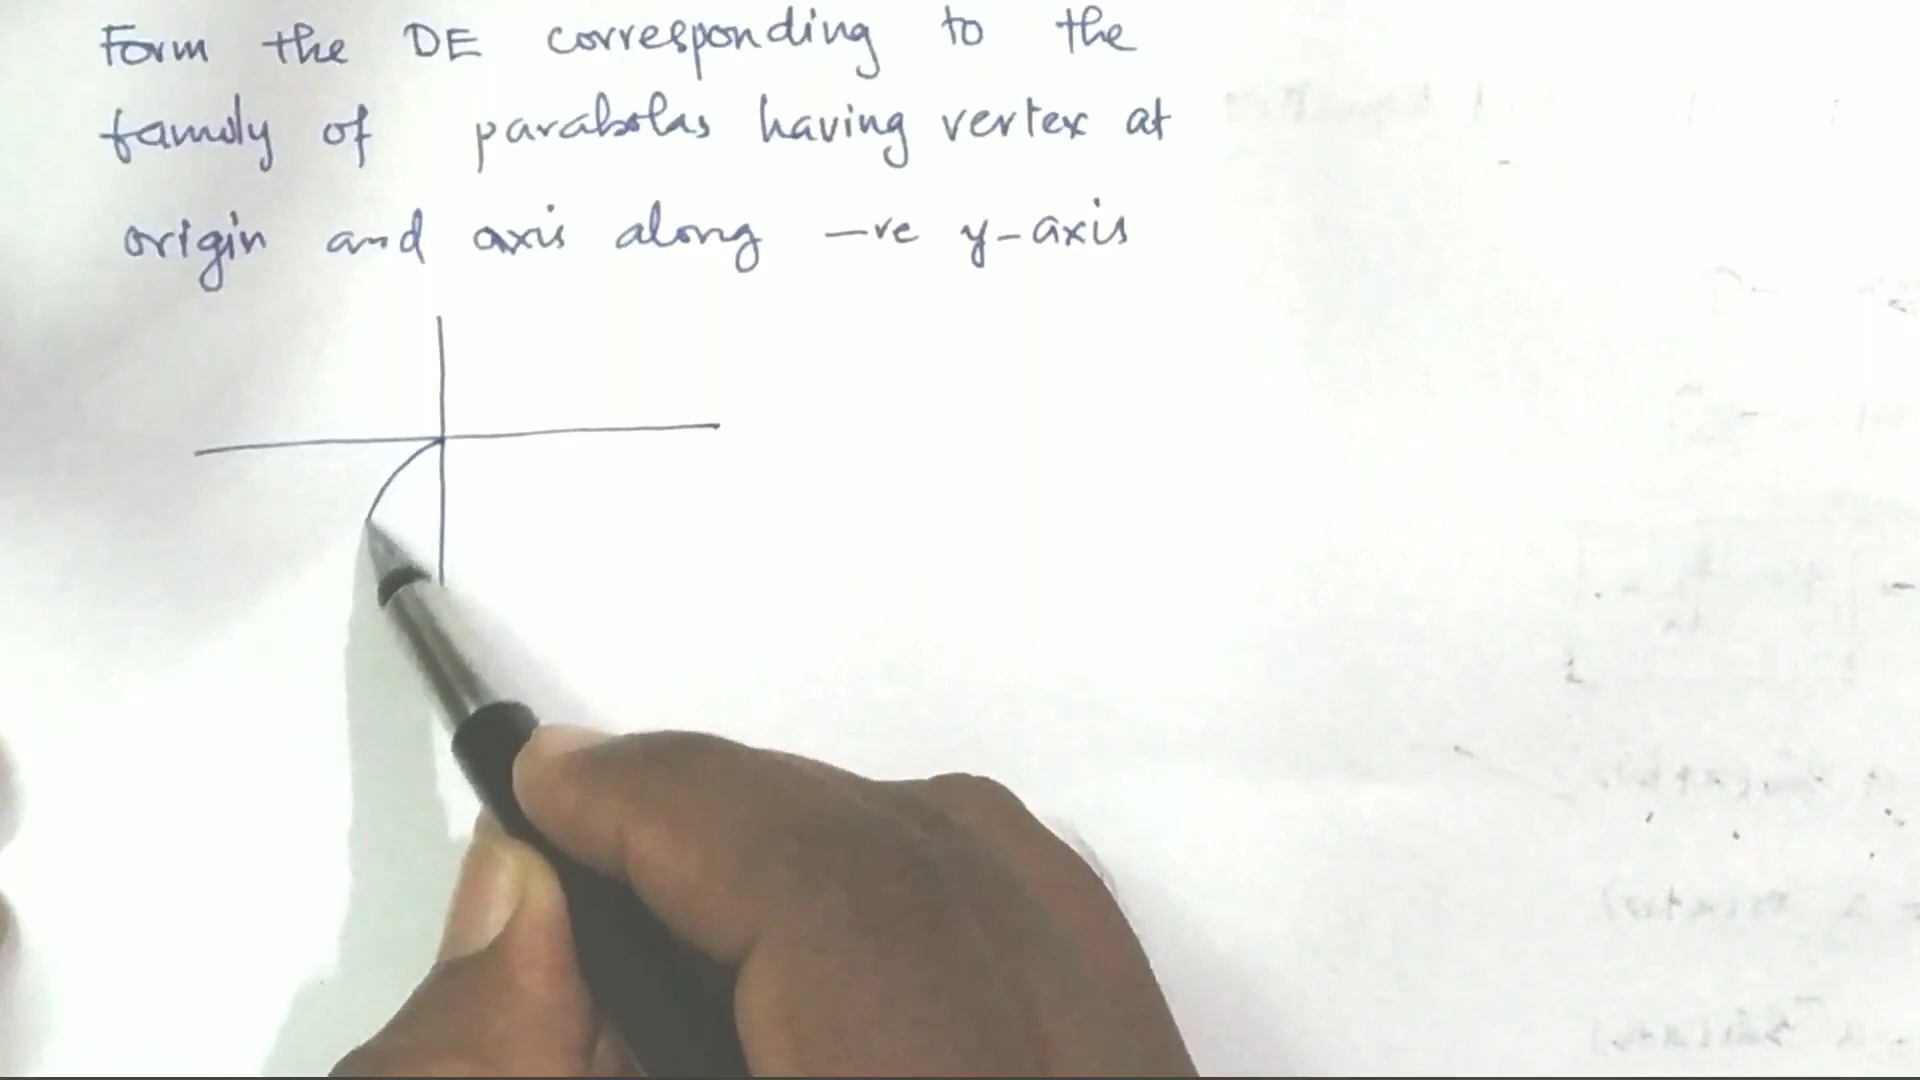 Form the DE corresponding to the
family of parabolas having vertex at
origin and axis along -ve y-axis